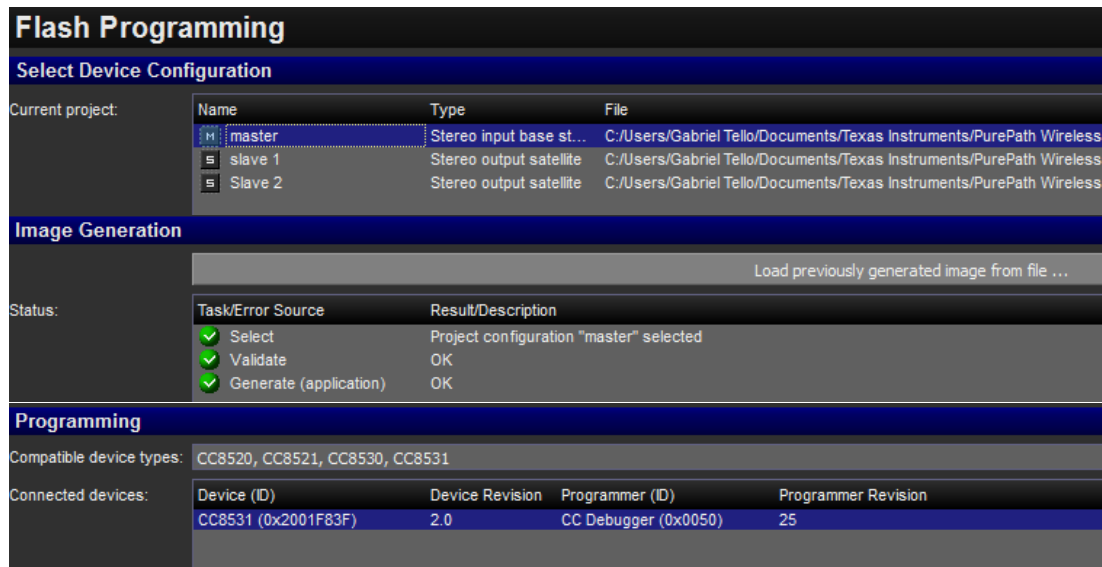 Flash Programming
Select Device Configuration
Current project: Name Type File
M master Stereo input base st... C:/Users/Gabriel Tello/Documents/Texas Instruments/PurePath Wireless
S slave 1 Stereo output satellite C:/Users/Gabriel Tello/Documents/Texas Instruments/PurePath Wireless
S Slave 2 Stereo output satellite C:/Users/Gabriel Tello/Documents/Texas Instruments/PurePath Wireless
Image Generation
Load previously generated image from file ...
Status: Task/Error Source Result/Description
Select Project configuration "master" selected
Validate OK
Generate (application) OK
Programming
Compatible device types: CC8520, CC8521, CC8530, CC8531
Connected devices: Device (ID) Device Revision Programmer (ID) Programmer Revision
CC8531 (0x2001F83F) 2.0 CC Debugger (0x0050) 25